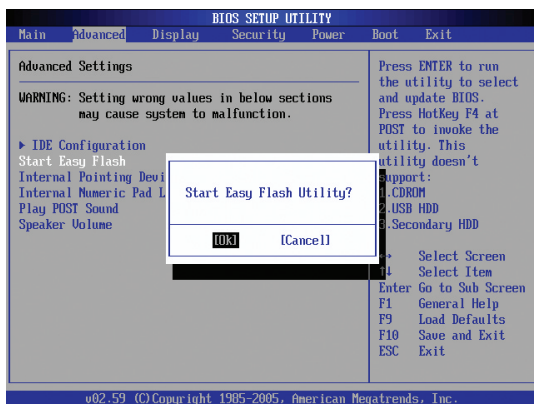 BIOS SETUP UTILITY
Main Advanced Display Security Power Boot Exit
Advanced Settings
WARNING: Setting wrong values in below sections
may cause system to malfunction.
▶ IDE Configuration
Start Easy Flash
Internal Pointing Devi
Internal Numeric Pad L
Play POST Sound
Speaker Volume
Start Easy Flash Utility?
[Ok] [Cancel]
Press ENTER to run
the utility to select
and update BIOS.
Press HotKey F4 at
POST to invoke the
utility. This
utility doesn't
support:
1.CDROM
2.USB HDD
3.Secondary HDD
↔ Select Screen
↑↓ Select Item
Enter Go to Sub Screen
F1 General Help
F9 Load Defaults
F10 Save and Exit
ESC Exit
v02.59 (C)Copyright 1985-2005, American Megatrends, Inc.